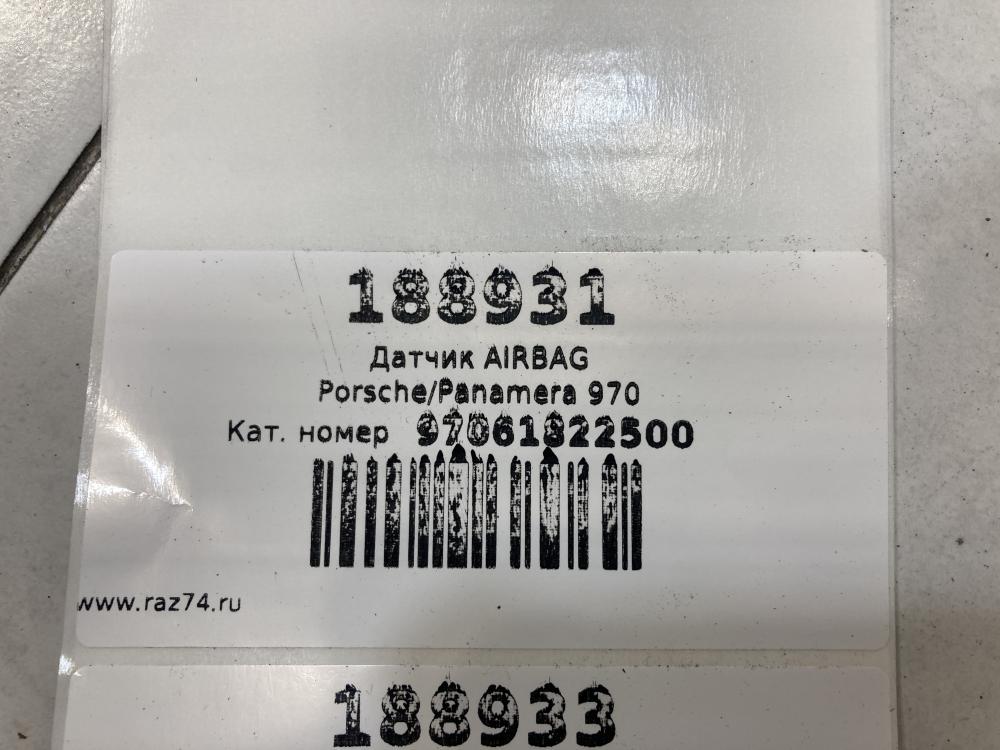 188931
Датчик AIRBAG
Porsche/Panamera 970
Кат. номер 97061822500
www.raz74.ru
188933